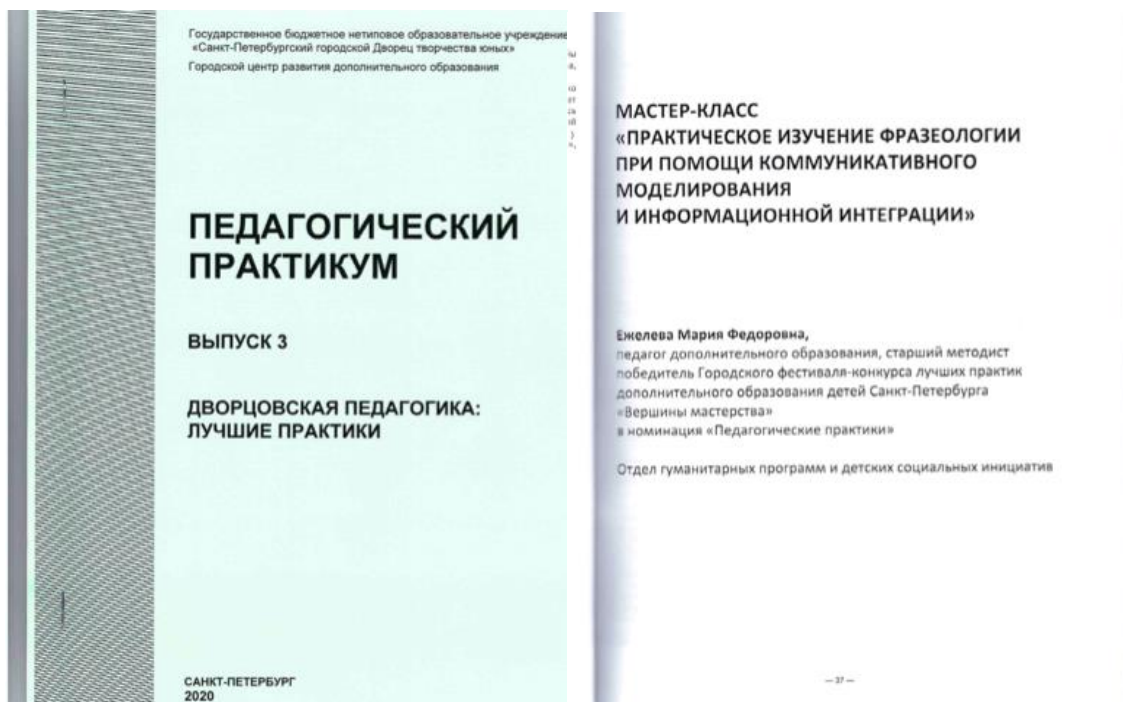 Государственное бюджетное нетиповое образовательное учреждение
«Санкт-Петербургский городской Дворец творчества юных»
Городской центр развития дополнительного образования
ПЕДАГОГИЧЕСКИЙ
ПРАКТИКУМ
ВЫПУСК 3
ДВОРЦОВСКАЯ ПЕДАГОГИКА:
ЛУЧШИЕ ПРАКТИКИ
САНКТ-ПЕТЕРБУРГ
2020
МАСТЕР-КЛАСС
«ПРАКТИЧЕСКОЕ ИЗУЧЕНИЕ ФРАЗЕОЛОГИИ
ПРИ ПОМОЩИ КОММУНИКАТИВНОГО
МОДЕЛИРОВАНИЯ
И ИНФОРМАЦИОННОЙ ИНТЕГРАЦИИ»
Ежелева Мария Федоровна,
педагог дополнительного образования, старший методист
победитель Городского фестиваля-конкурса лучших практик
дополнительного образования детей Санкт-Петербурга
«Вершины мастерства»
в номинация «Педагогические практики»
Отдел гуманитарных программ и детских социальных инициатив
— 37 —